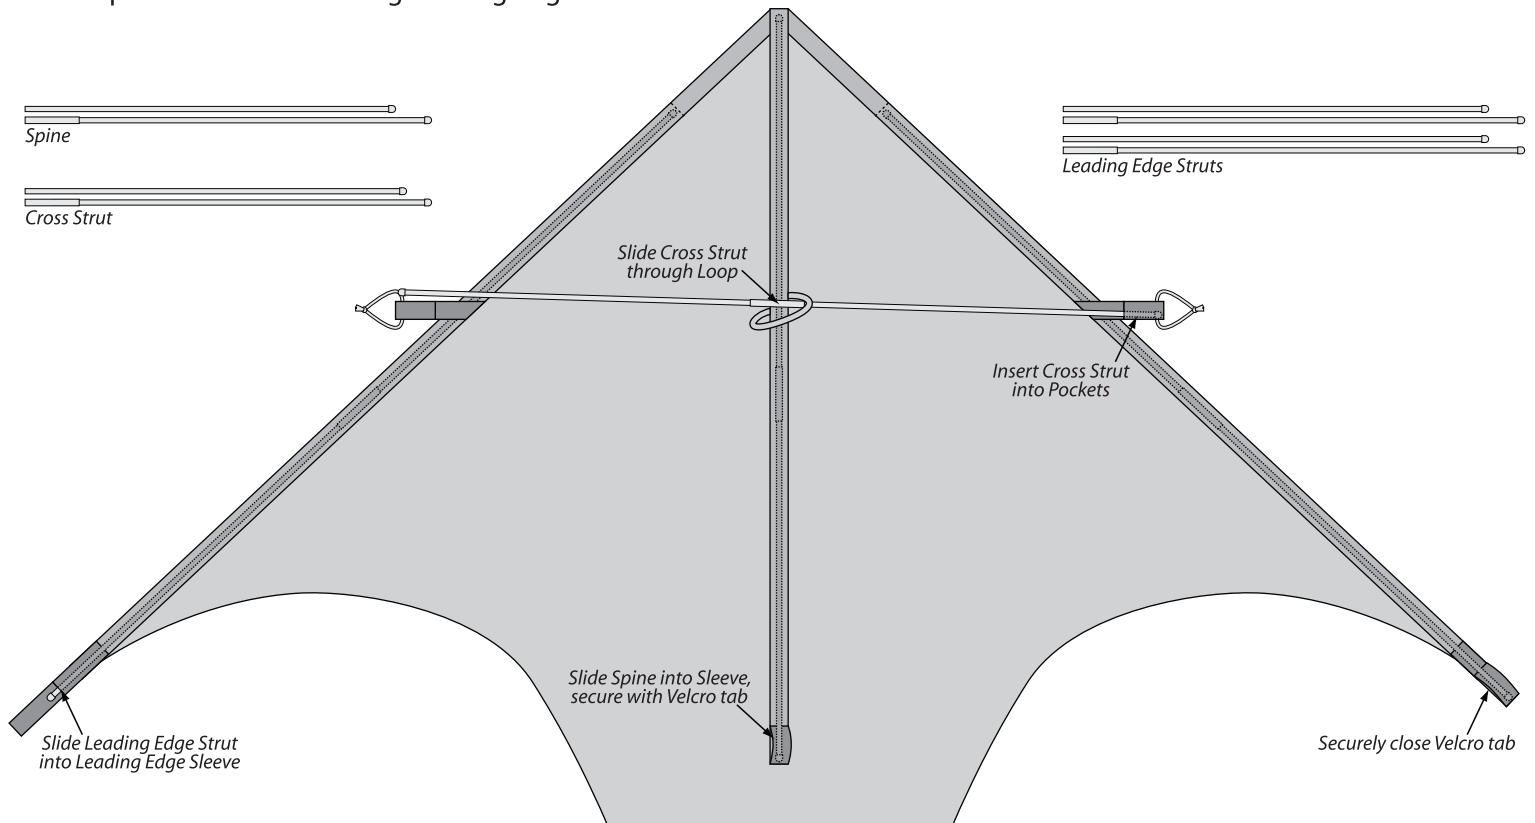 Spine
Cross Strut
Leading Edge Struts
Slide Cross Strut
through Loop
Insert Cross Strut
into Pockets
Slide Spine into Sleeve,
secure with Velcro tab
Slide Leading Edge Strut
into Leading Edge Sleeve
Securely close Velcro tab